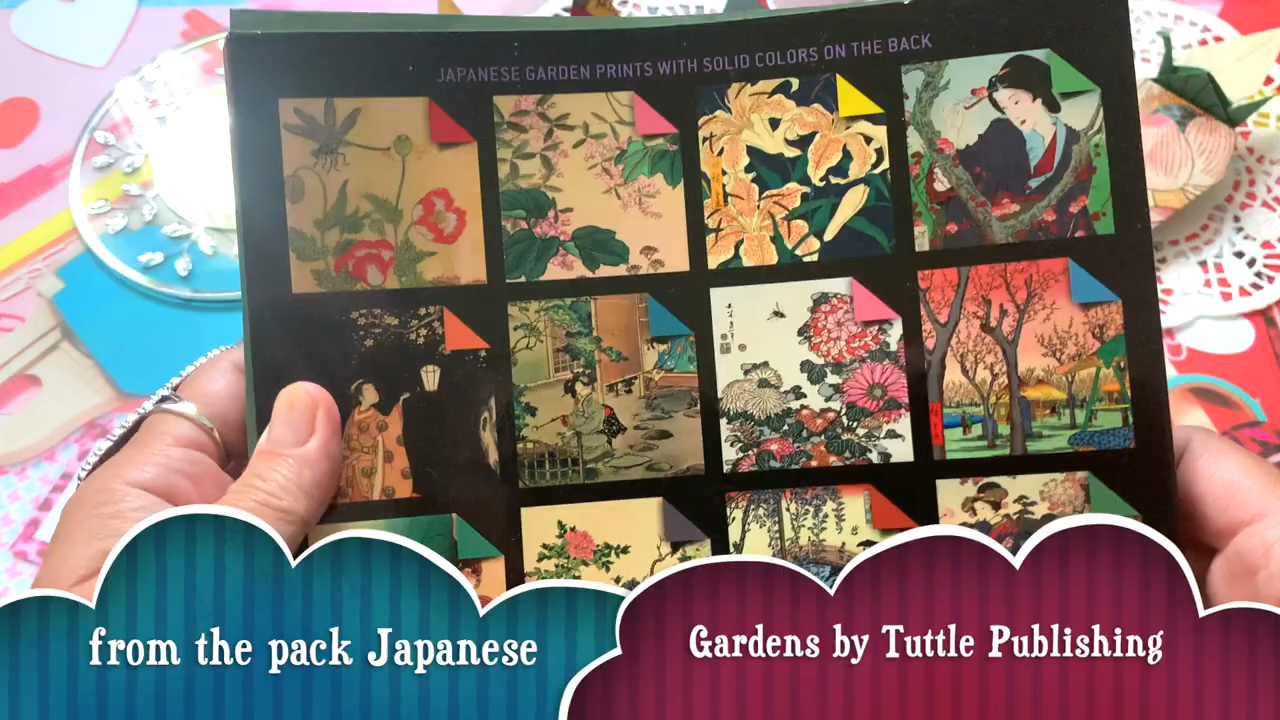 JAPANESE GARDEN PRINTS WITH SOLID COLORS ON THE BACK
from the pack Japanese
Gardens by Tuttle Publishing